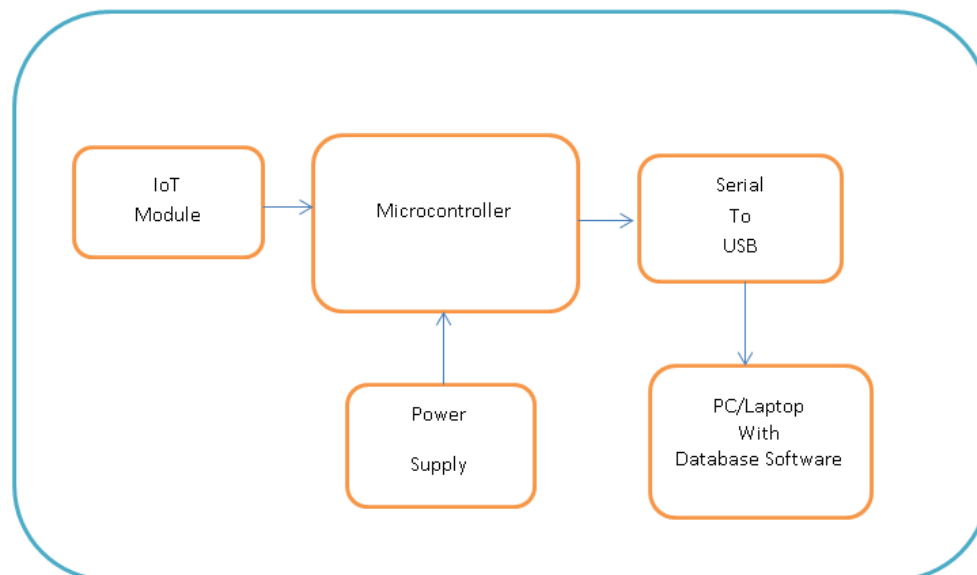 IoT
Module
Microcontroller
Serial
To
USB
Power
Supply
PC/Laptop
With
Database Software